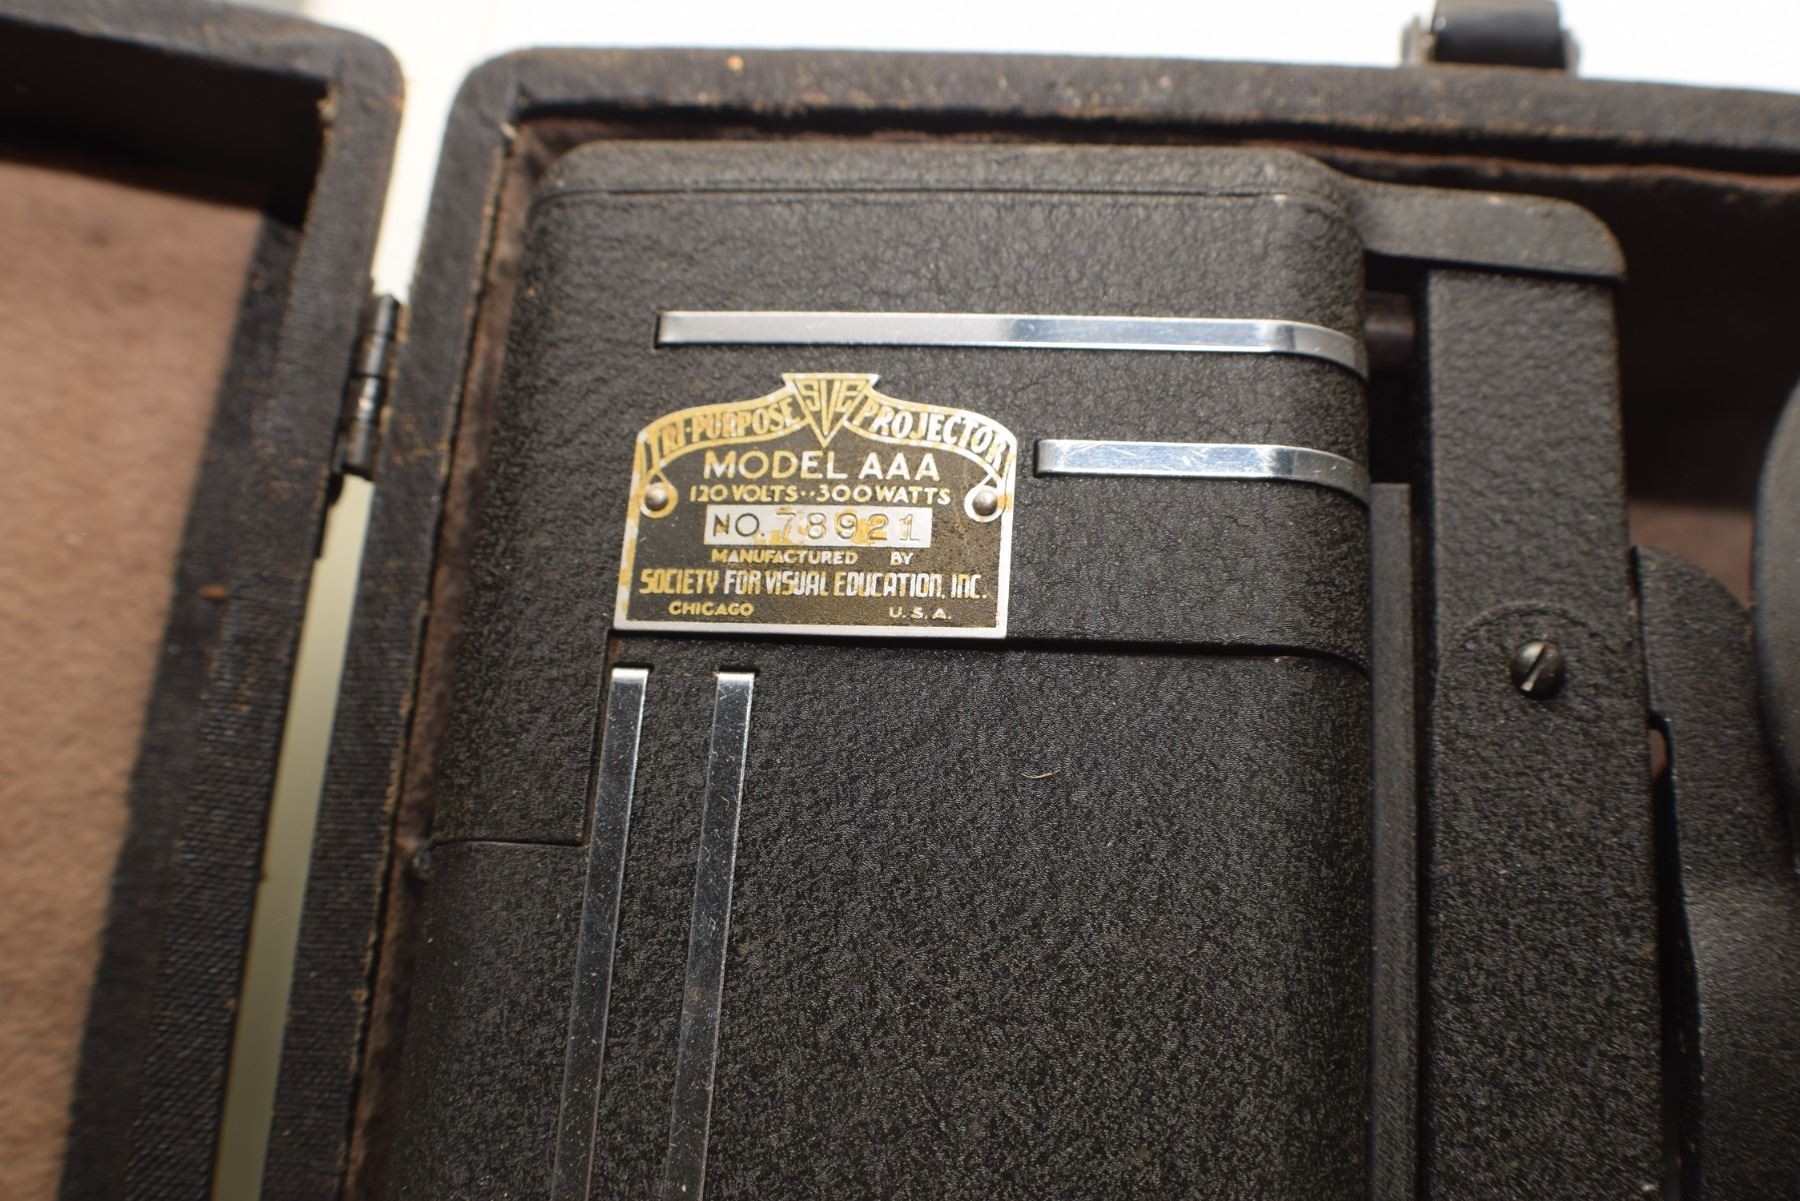 TRI-PURPOSE SVE PROJECTOR
MODEL AAA
120 VOLTS··300 WATTS
NO. 78921
MANUFACTURED BY
SOCIETY FOR VISUAL EDUCATION, INC.
CHICAGO U.S.A.